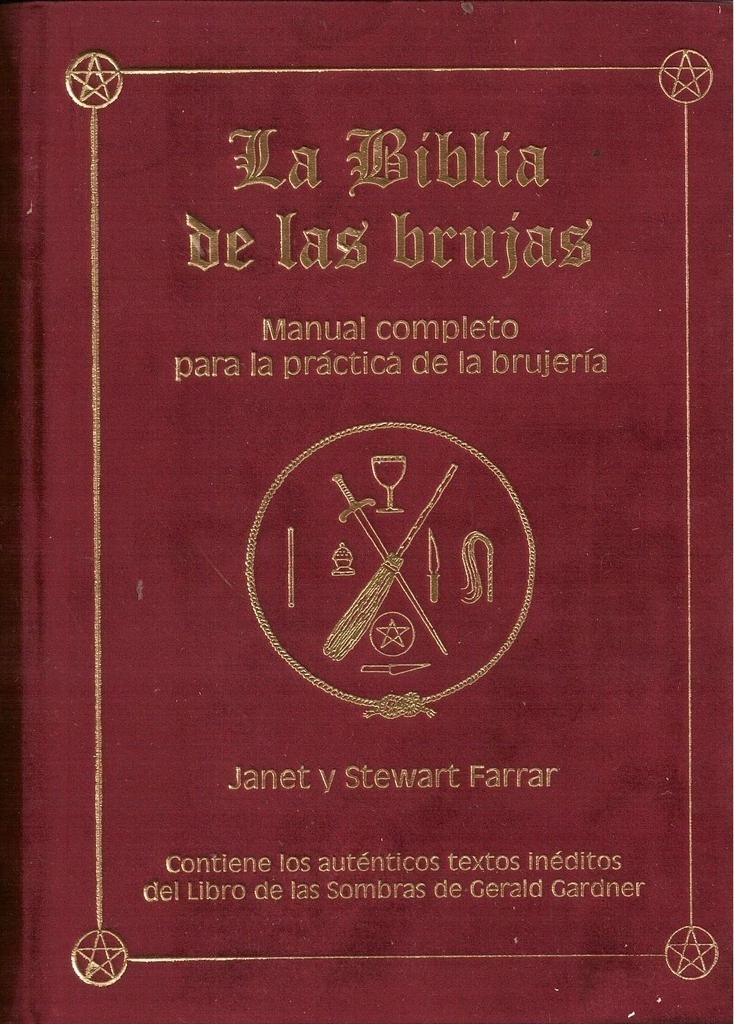 La Biblia
de las brujas
Manual completo
para la práctica de la brujería
Janet y Stewart Farrar
Contiene los auténticos textos inéditos
del Libro de las Sombras de Gerald Gardner